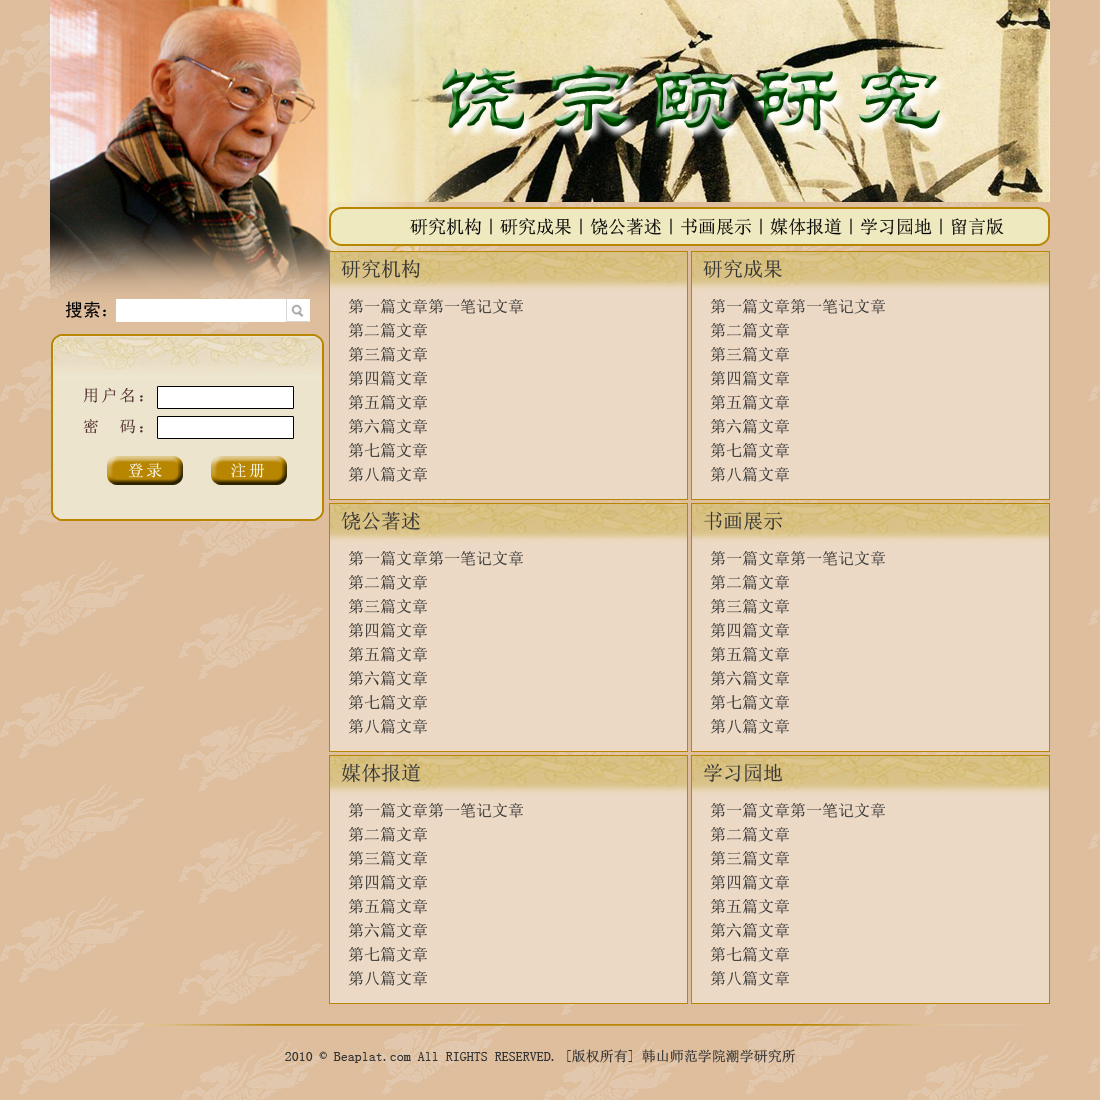 饶宗颐研究
研究机构丨研究成果丨饶公著述丨书画展示丨媒体报道丨学习园地丨留言版
搜索:
用户名:
密 码:
登录 注册
研究机构
第一篇文章第一笔记文章
第二篇文章
第三篇文章
第四篇文章
第五篇文章
第六篇文章
第七篇文章
第八篇文章
研究成果
第一篇文章第一笔记文章
第二篇文章
第三篇文章
第四篇文章
第五篇文章
第六篇文章
第七篇文章
第八篇文章
饶公著述
第一篇文章第一笔记文章
第二篇文章
第三篇文章
第四篇文章
第五篇文章
第六篇文章
第七篇文章
第八篇文章
书画展示
第一篇文章第一笔记文章
第二篇文章
第三篇文章
第四篇文章
第五篇文章
第六篇文章
第七篇文章
第八篇文章
媒体报道
第一篇文章第一笔记文章
第二篇文章
第三篇文章
第四篇文章
第五篇文章
第六篇文章
第七篇文章
第八篇文章
学习园地
第一篇文章第一笔记文章
第二篇文章
第三篇文章
第四篇文章
第五篇文章
第六篇文章
第七篇文章
第八篇文章
2010 © Beaplat.com All RIGHTS RESERVED. [版权所有] 韩山师范学院潮学研究所